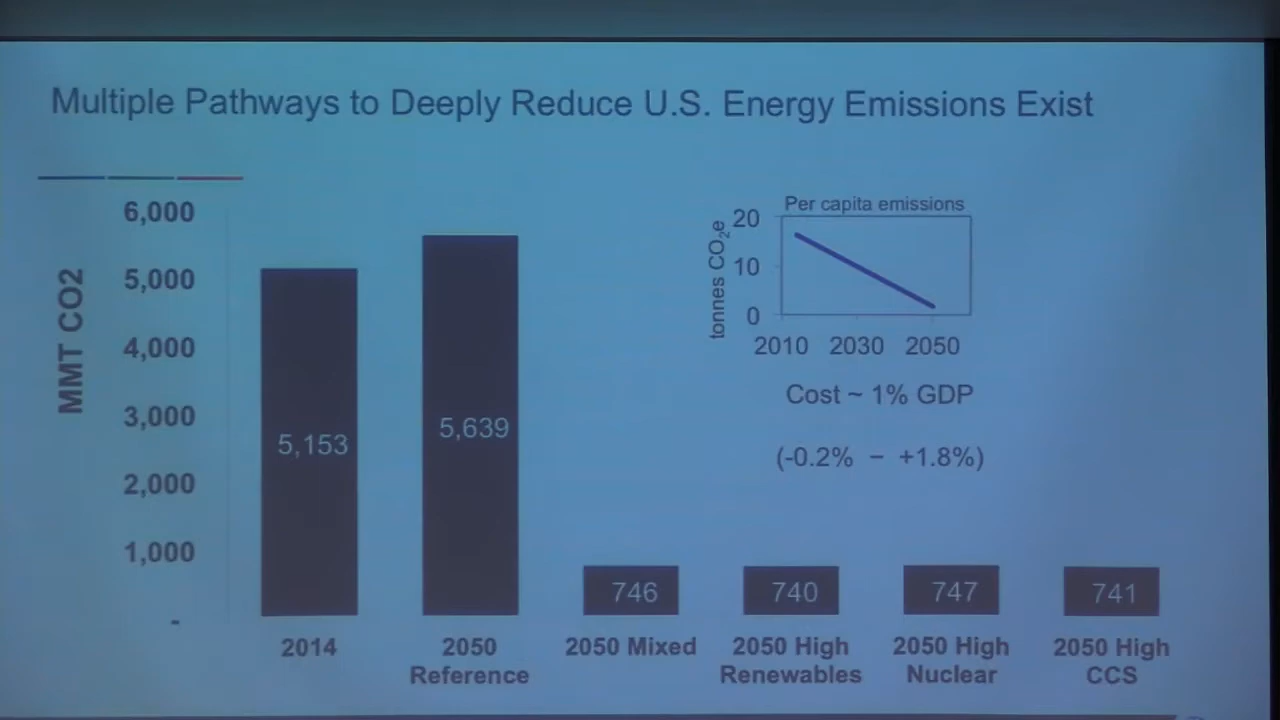 Multiple Pathways to Deeply Reduce U.S. Energy Emissions Exist
MMT CO2
6,000
5,000
4,000
3,000
2,000
1,000
-
5,153
5,639
746
740
747
741
2014
2050 Reference
2050 Mixed
2050 High Renewables
2050 High Nuclear
2050 High CCS
Per capita emissions
tonnes CO₂e
20
10
0
2010 2030 2050
Cost ~ 1% GDP
(-0.2% − +1.8%)